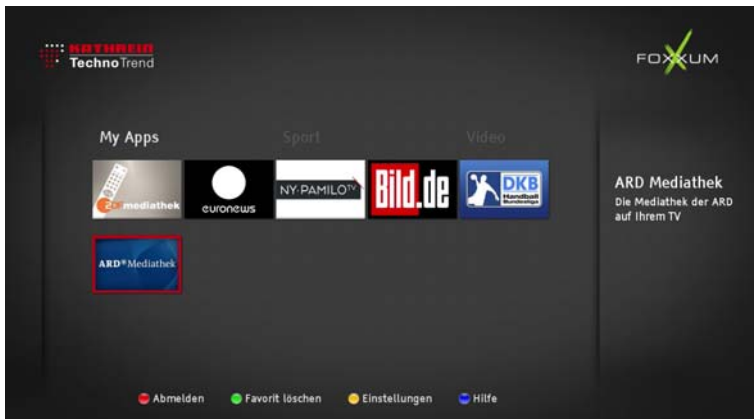 KATHREIN
TechnoTrend
FOXXUM
My Apps
Sport
Video
ZDFmediathek
euronews
NY-PAMILO TV
Bild.de
DKB
Handball
Bundesliga
ARD Mediathek
Die Mediathek der ARD
auf Ihrem TV
ARD Mediathek
Abmelden
Favorit löschen
Einstellungen
Hilfe